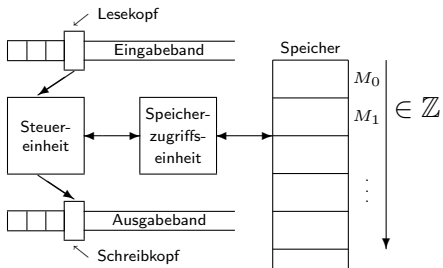 Lesekopf
Eingabeband
Speicher
M₀
M₁
∈ ℤ
Steuer-
einheit
Speicher-
zugriffs-
einheit
⋮
Ausgabeband
Schreibkopf